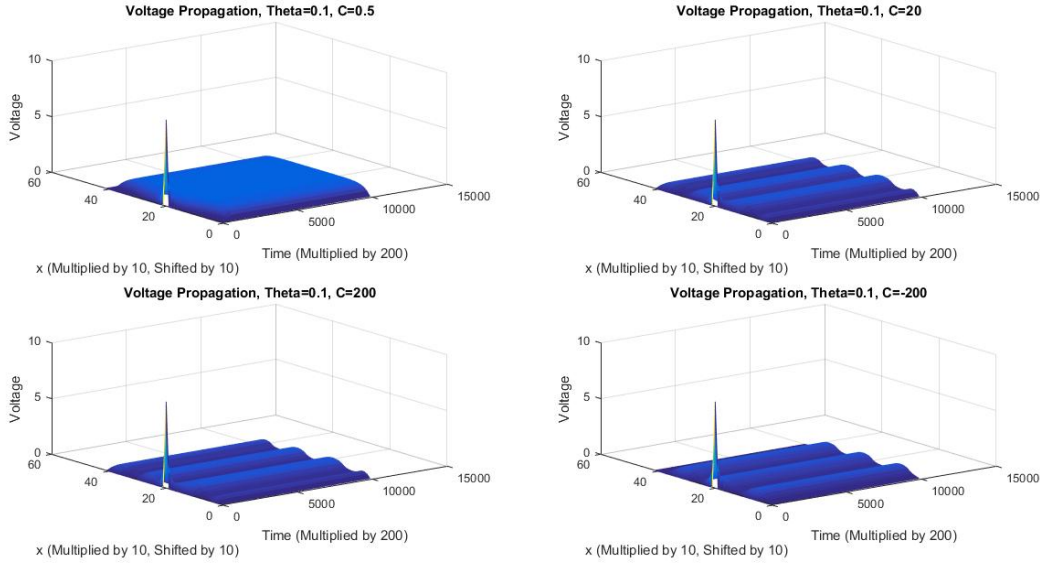 Voltage Propagation, Theta=0.1, C=0.5
10
5
0
Voltage
60
40
20
0
0
5000
10000
15000
Time (Multiplied by 200)
x (Multiplied by 10, Shifted by 10)
Voltage Propagation, Theta=0.1, C=20
10
5
0
Voltage
60
40
20
0
0
5000
10000
15000
Time (Multiplied by 200)
x (Multiplied by 10, Shifted by 10)
Voltage Propagation, Theta=0.1, C=200
10
5
0
Voltage
60
40
20
0
0
5000
10000
15000
Time (Multiplied by 200)
x (Multiplied by 10, Shifted by 10)
Voltage Propagation, Theta=0.1, C=-200
10
5
0
Voltage
60
40
20
0
0
5000
10000
15000
Time (Multiplied by 200)
x (Multiplied by 10, Shifted by 10)